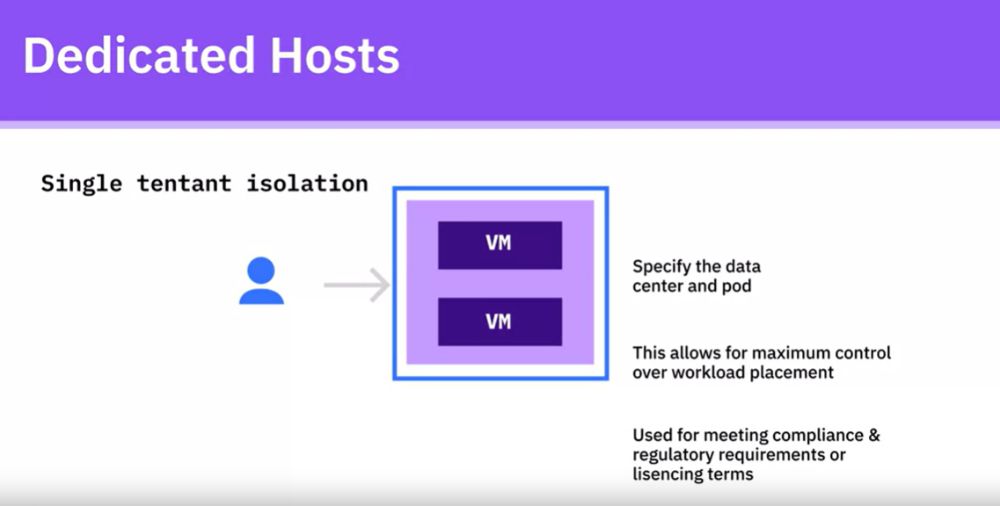 Dedicated Hosts
Single tentant isolation
VM
VM
Specify the data
center and pod
This allows for maximum control
over workload placement
Used for meeting compliance &
regulatory requirements or
lisencing terms